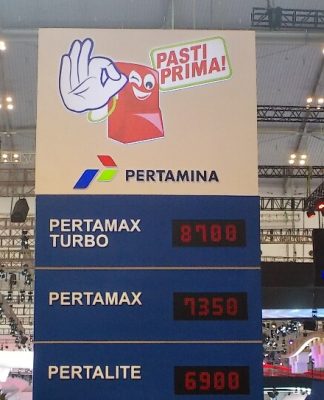 PASTI
PRIMA!
PERTAMINA
PERTAMAX
TURBO 8700
PERTAMAX 7350
PERTALITE 6900